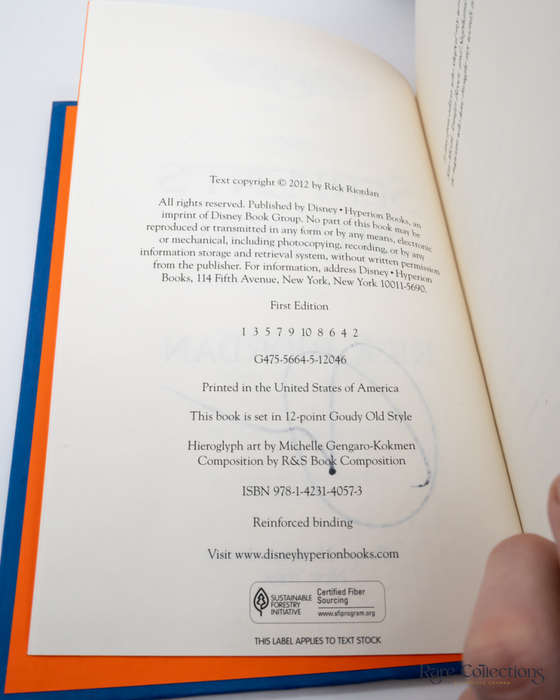 Text copyright © 2012 by Rick Riordan
All rights reserved. Published by Disney • Hyperion Books, an
imprint of Disney Book Group. No part of this book may be
reproduced or transmitted in any form or by any means, electronic
or mechanical, including photocopying, recording, or by any
information storage and retrieval system, without written permission
from the publisher. For information, address Disney • Hyperion
Books, 114 Fifth Avenue, New York, New York 10011-5690.
First Edition
1 3 5 7 9 10 8 6 4 2
G475-5664-5-12046
Printed in the United States of America
This book is set in 12-point Goudy Old Style
Hieroglyph art by Michelle Gengaro-Kokmen
Composition by R&S Book Composition
ISBN 978-1-4231-4057-3
Reinforced binding
Visit www.disneyhyperionbooks.com
SUSTAINABLE
FORESTRY
INITIATIVE
Certified Fiber
Sourcing
www.sfiprogram.org
THIS LABEL APPLIES TO TEXT STOCK
Rare Collections